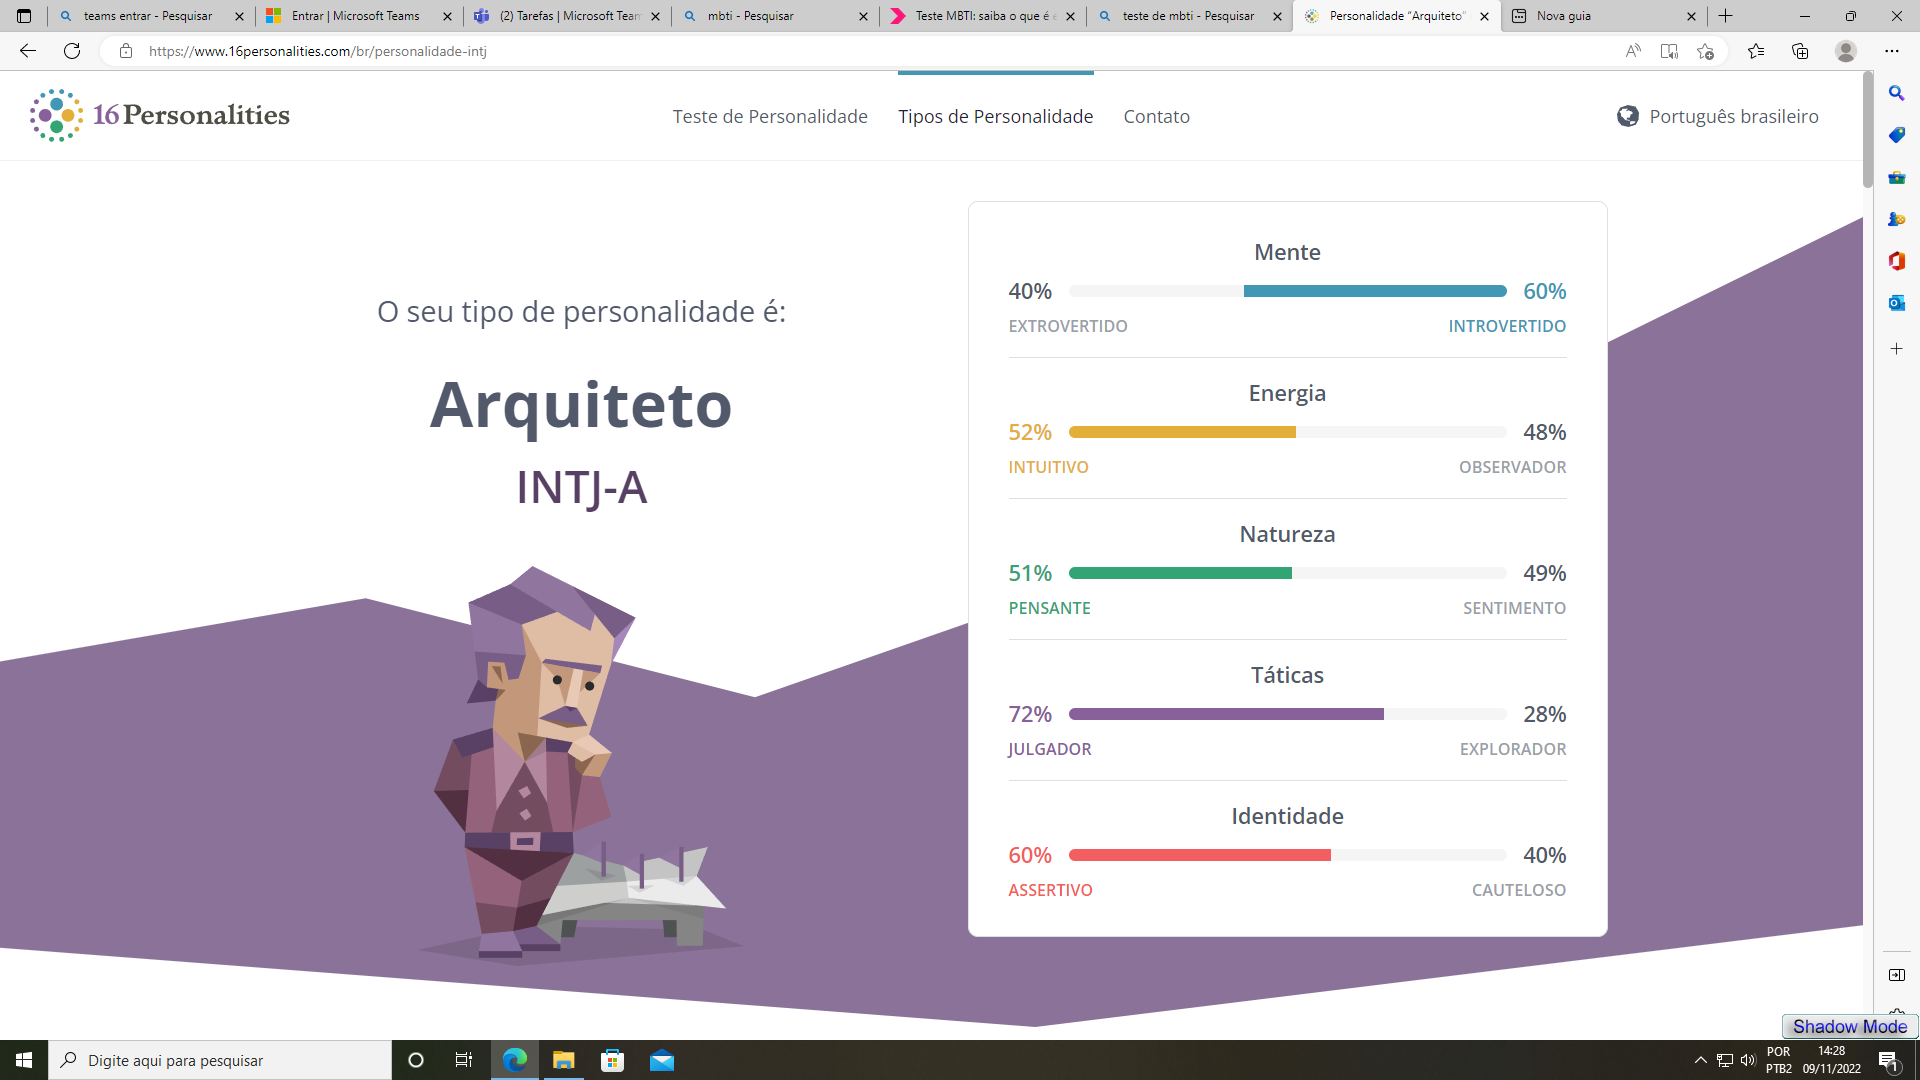 teams entrar - Pesquisar
Entrar | Microsoft Teams
(2) Tarefas | Microsoft Team
mbti - Pesquisar
Teste MBTI: saiba o que é e
teste de mbti - Pesquisar
Personalidade "Arquiteto"
Nova guia
https://www.16personalities.com/br/personalidade-intj
16Personalities
Teste de Personalidade
Tipos de Personalidade
Contato
Português brasileiro
O seu tipo de personalidade é:
Arquiteto
INTJ-A
Mente
40% 60%
EXTROVERTIDO INTROVERTIDO
Energia
52% 48%
INTUITIVO OBSERVADOR
Natureza
51% 49%
PENSANTE SENTIMENTO
Táticas
72% 28%
JULGADOR EXPLORADOR
Identidade
60% 40%
ASSERTIVO CAUTELOSO
Shadow Mode
Digite aqui para pesquisar
POR
PTB2
14:28
09/11/2022
1